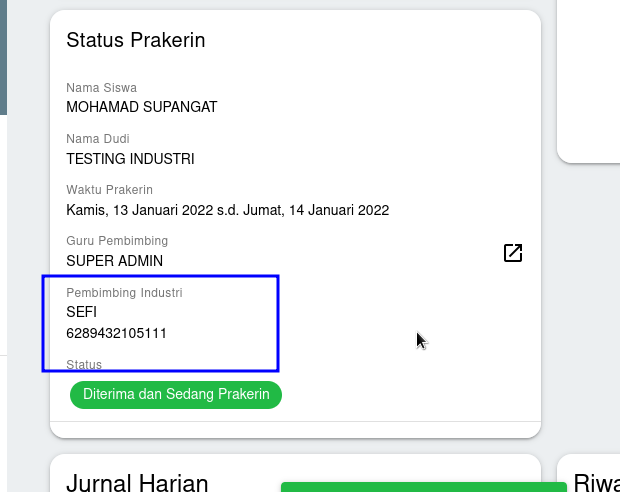 Status Prakerin
Nama Siswa
MOHAMAD SUPANGAT
Nama Dudi
TESTING INDUSTRI
Waktu Prakerin
Kamis, 13 Januari 2022 s.d. Jumat, 14 Januari 2022
Guru Pembimbing
SUPER ADMIN
Pembimbing Industri
SEFI
6289432105111
Status
Diterima dan Sedang Prakerin
Jurnal Harian